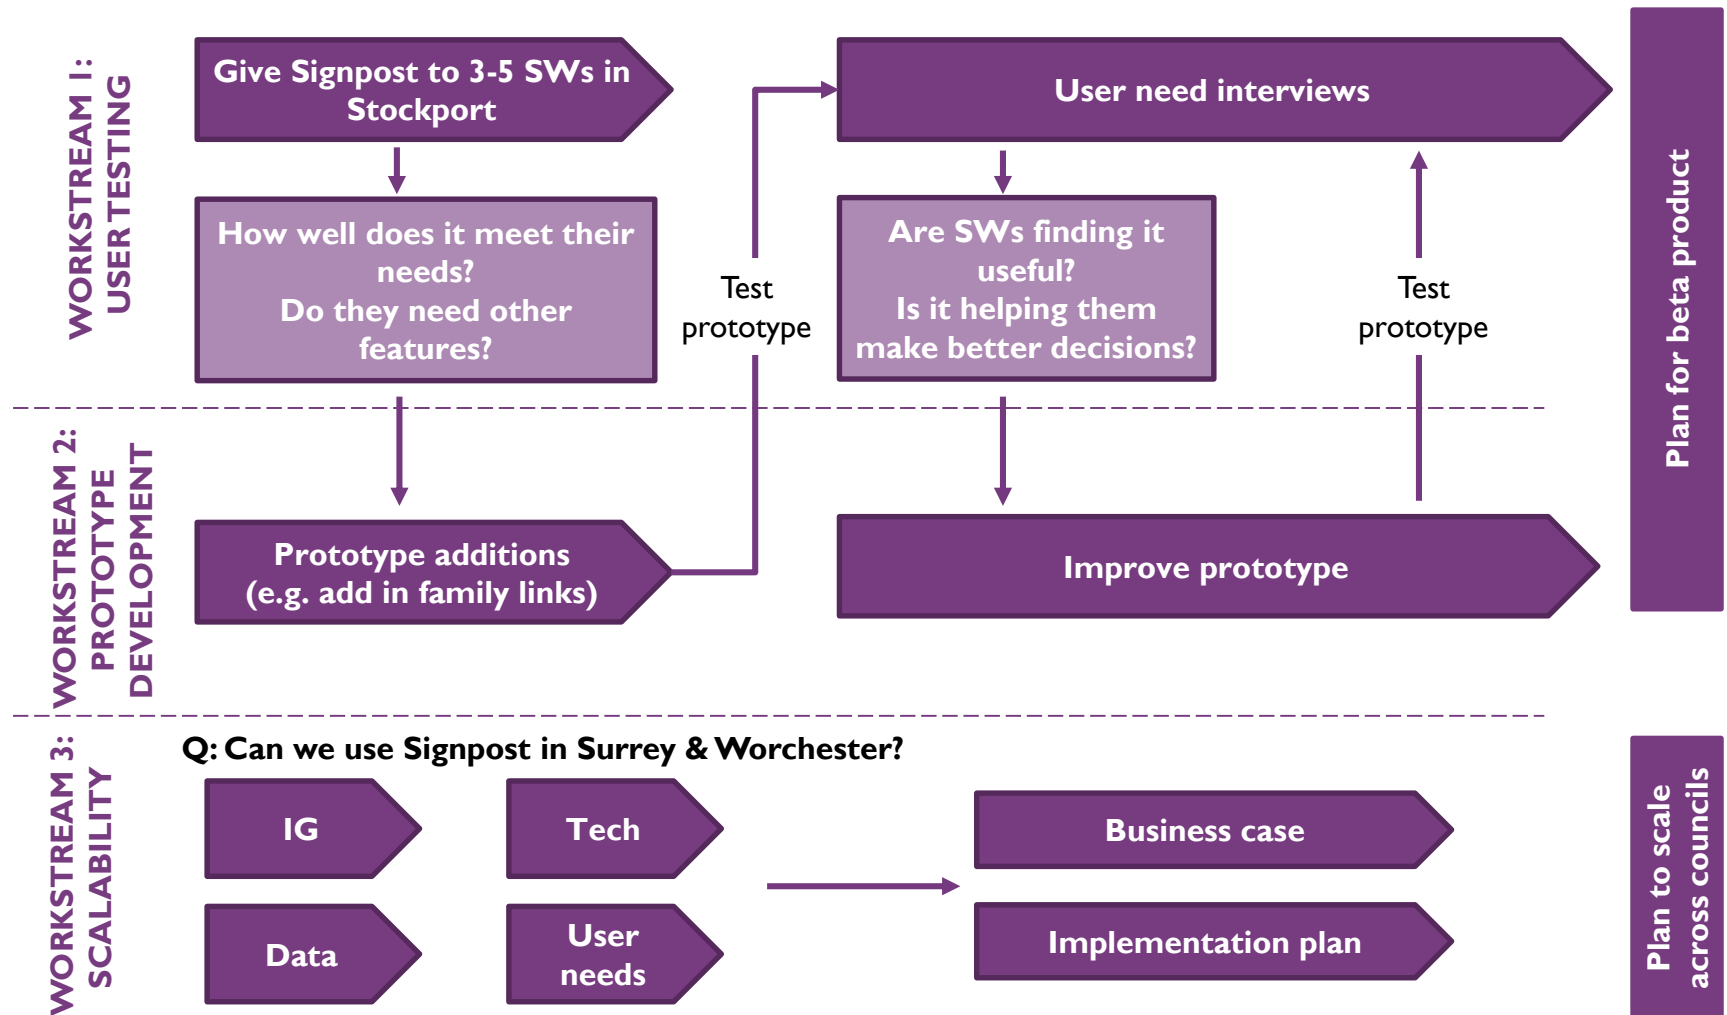 WORKSTREAM 1:
USER TESTING
Give Signpost to 3-5 SWs in
Stockport
How well does it meet their
needs?
Do they need other
features?
Test
prototype
User need interviews
Are SWs finding it
useful?
Is it helping them
make better decisions?
Test
prototype
Plan for beta product
WORKSTREAM 2:
PROTOTYPE
DEVELOPMENT
Prototype additions
(e.g. add in family links)
Improve prototype
WORKSTREAM 3:
SCALABILITY
Q: Can we use Signpost in Surrey & Worchester?
IG
Tech
Data
User
needs
Business case
Implementation plan
Plan to scale
across councils